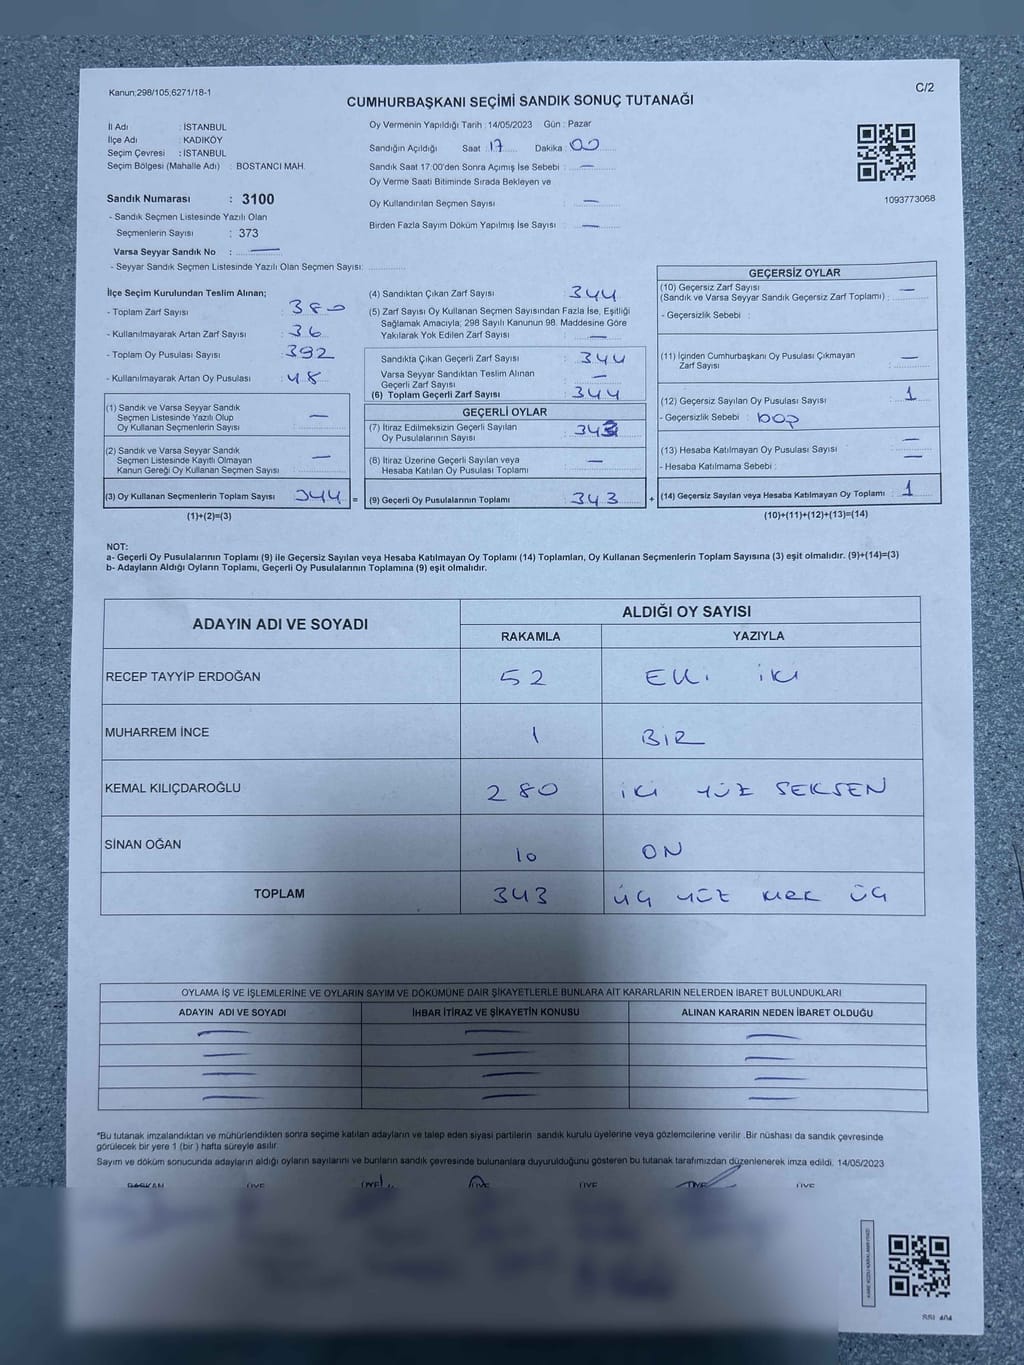 Kanun;298/105,6271/18-1
C/2
CUMHURBAŞKANI SEÇİMİ SANDIK SONUÇ TUTANAĞI
İl Adı : İSTANBUL
İlçe Adı : KADIKÖY
Seçim Çevresi : İSTANBUL
Seçim Bölgesi (Mahalle Adı) : BOSTANCI MAH.
Sandık Numarası : 3100
- Sandık Seçmen Listesinde Yazılı Olan
Seçmenlerin Sayısı : 373
Varsa Seyyar Sandık No : —
- Seyyar Sandık Seçmen Listesinde Yazılı Olan Seçmen Sayısı:
Oy Vermenin Yapıldığı Tarih : 14/05/2023 Gün : Pazar
Sandığın Açıldığı Saat : 17 Dakika : 00
Sandık Saat 17:00'den Sonra Açımış İse Sebebi : —
Oy Verme Saati Bitiminde Sırada Bekleyen ve
Oy Kullandırılan Seçmen Sayısı : —
Birden Fazla Sayım Döküm Yapılmış İse Sayısı : —
1093773068
İlçe Seçim Kurulundan Teslim Alınan;
- Toplam Zarf Sayısı : 380
- Kullanılmayarak Artan Zarf Sayısı : 36
- Toplam Oy Pusulası Sayısı : 392
- Kullanılmayarak Artan Oy Pusulası : 48
(1) Sandık ve Varsa Seyyar Sandık
Seçmen Listesinde Yazılı Olup
Oy Kullanan Seçmenlerin Sayısı : —
(2) Sandık ve Varsa Seyyar Sandık
Seçmen Listesinde Kayıtlı Olmayan
Kanun Gereği Oy Kullanan Seçmen Sayısı : —
(3) Oy Kullanan Seçmenlerin Toplam Sayısı 344 =
(1)+(2)=(3)
(4) Sandıktan Çıkan Zarf Sayısı : 344
(5) Zarf Sayısı Oy Kullanan Seçmen Sayısından Fazla İse, Eşitliği
Sağlamak Amacıyla; 298 Sayılı Kanunun 98. Maddesine Göre
Yakılarak Yok Edilen Zarf Sayısı : —
Sandıkta Çıkan Geçerli Zarf Sayısı : 344
Varsa Seyyar Sandıktan Teslim Alınan
Geçerli Zarf Sayısı : —
(6) Toplam Geçerli Zarf Sayısı : 344
GEÇERLİ OYLAR
(7) İtiraz Edilmeksizin Geçerli Sayılan
Oy Pusulalarının Sayısı : 343
(8) İtiraz Üzerine Geçerli Sayılan veya
Hesaba Katılan Oy Pusulası Toplamı : —
(9) Geçerli Oy Pusulalarının Toplamı : 343 +
GEÇERSİZ OYLAR
(10) Geçersiz Zarf Sayısı
(Sandık ve Varsa Seyyar Sandık Geçersiz Zarf Toplamı) : —
- Geçersizlik Sebebi :
(11) İçinden Cumhurbaşkanı Oy Pusulası Çıkmayan
Zarf Sayısı : —
(12) Geçersiz Sayılan Oy Pusulası Sayısı : 1
- Geçersizlik Sebebi :
(13) Hesaba Katılmayan Oy Pusulası Sayısı : —
- Hesaba Katılmama Sebebi : —
(14) Geçersiz Sayılan veya Hesaba Katılmayan Oy Toplamı : 1
(10)+(11)+(12)+(13)=(14)
NOT:
a- Geçerli Oy Pusulalarının Toplamı (9) ile Geçersiz Sayılan veya Hesaba Katılmayan Oy Toplamı (14) Toplamları, Oy Kullanan Seçmenlerin Toplam Sayısına (3) eşit olmalıdır. (9)+(14)=(3)
b- Adayların Aldığı Oyların Toplamı, Geçerli Oy Pusulalarının Toplamına (9) eşit olmalıdır.
ADAYIN ADI VE SOYADI ALDIĞI OY SAYISI
RAKAMLA YAZIYLA
RECEP TAYYİP ERDOĞAN 52 Elli iki
MUHARREM İNCE 1 BİR
KEMAL KILIÇDAROĞLU 280 iki YÜZ SEKSEN
SİNAN OĞAN 10 ON
TOPLAM 343 ÜÇ YÜZ KIRK ÜÇ
OYLAMA İŞ VE İŞLEMLERİNE VE OYLARIN SAYIM VE DÖKÜMÜNE DAİR ŞİKAYETLERLE BUNLARA AİT KARARLARIN NELERDEN İBARET BULUNDUKLARI
ADAYIN ADI VE SOYADI İHBAR İTİRAZ VE ŞİKAYETİN KONUSU ALINAN KARARIN NEDEN İBARET OLDUĞU
— — —
— — —
— — —
— — —
*Bu tutanak imzalandıktan ve mühürlendikten sonra seçime katılan adayların ve talep eden siyasi partilerin sandık kurulu üyelerine veya gözlemcilerine verilir .Bir nüshası da sandık çevresinde
görülecek bir yere 1 (bir ) hafta süreyle asılır.
Sayım ve döküm sonucunda adayların aldığı oyların sayılarını ve bunların sandık çevresinde bulunanlara duyurulduğunu gösteren bu tutanak tarafımızdan düzenlenerek imza edildi. 14/05/2023
BAŞKAN ÜYE ÜYE ÜYE ÜYE ÜYE ÜYE